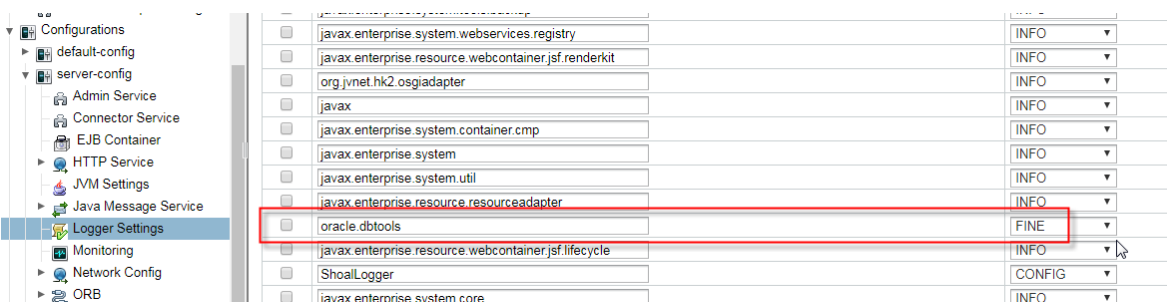 Configurations
default-config
server-config
Admin Service
Connector Service
EJB Container
HTTP Service
JVM Settings
Java Message Service
Logger Settings
Monitoring
Network Config
ORB
javax.enterprise.system.webservices.registry INFO
javax.enterprise.resource.webcontainer.jsf.renderkit INFO
org.jvnet.hk2.osgiadapter INFO
javax INFO
javax.enterprise.system.container.cmp INFO
javax.enterprise.system INFO
javax.enterprise.system.util INFO
javax.enterprise.resource.resourceadapter INFO
oracle.dbtools FINE
javax.enterprise.resource.webcontainer.jsf.lifecycle INFO
ShoalLogger CONFIG
javax.enterprise.system.core INFO